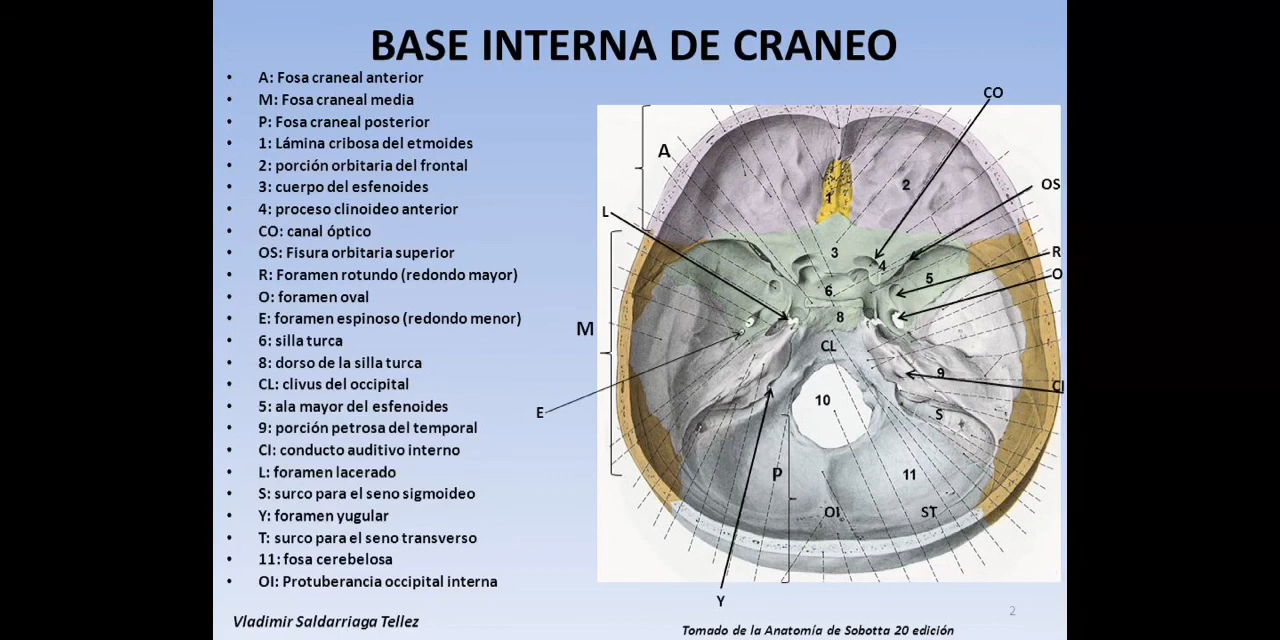 BASE INTERNA DE CRANEO
• A: Fosa craneal anterior
• M: Fosa craneal media
• P: Fosa craneal posterior
• 1: Lámina cribosa del etmoides
• 2: porción orbitaria del frontal
• 3: cuerpo del esfenoides
• 4: proceso clinoideo anterior
• CO: canal óptico
• OS: Fisura orbitaria superior
• R: Foramen rotundo (redondo mayor)
• O: foramen oval
• E: foramen espinoso (redondo menor)
• 6: silla turca
• 8: dorso de la silla turca
• CL: clivus del occipital
• 5: ala mayor del esfenoides
• 9: porción petrosa del temporal
• CI: conducto auditivo interno
• L: foramen lacerado
• S: surco para el seno sigmoideo
• Y: foramen yugular
• T: surco para el seno transverso
• 11: fosa cerebelosa
• OI: Protuberancia occipital interna
Vladimir Saldarriaga Tellez
CO
A
2
OS
1
L
3
4
R
5
O
6
8
M
CL
9
CI
10
E
S
P
11
OI
ST
Y
2
Tomado de la Anatomía de Sobotta 20 edición